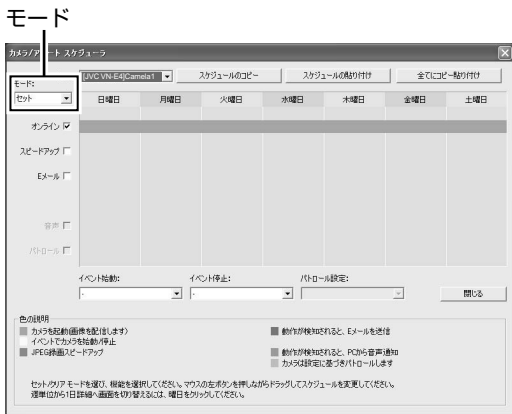 モード
カメラ/アラート スケジューラ
モード:
セット
[JVC VN-E4]Camela1
スケジュールのコピー
スケジュールの貼り付け
全てにコピー貼り付け
日曜日 月曜日 火曜日 水曜日 木曜日 金曜日 土曜日
オンライン
スピードアップ
Eメール
音声
パトロール
イベント始動: イベント停止: パトロール設定:
- -
閉じる
色の説明
カメラを起動(画像を配信します)
イベントでカメラを始動/停止
JPEG録画スピードアップ
動作が検知されると、Eメールを送信
動作が検知されると、PCから音声通知
カメラは設定に基づきパトロールします
セット/クリア モードを選び、機能を選択してください。マウスの左ボタンを押しながらドラッグしてスケジュールを変更してください。
週単位から1日詳細へ画面を切り替えるには、曜日をクリックしてください。